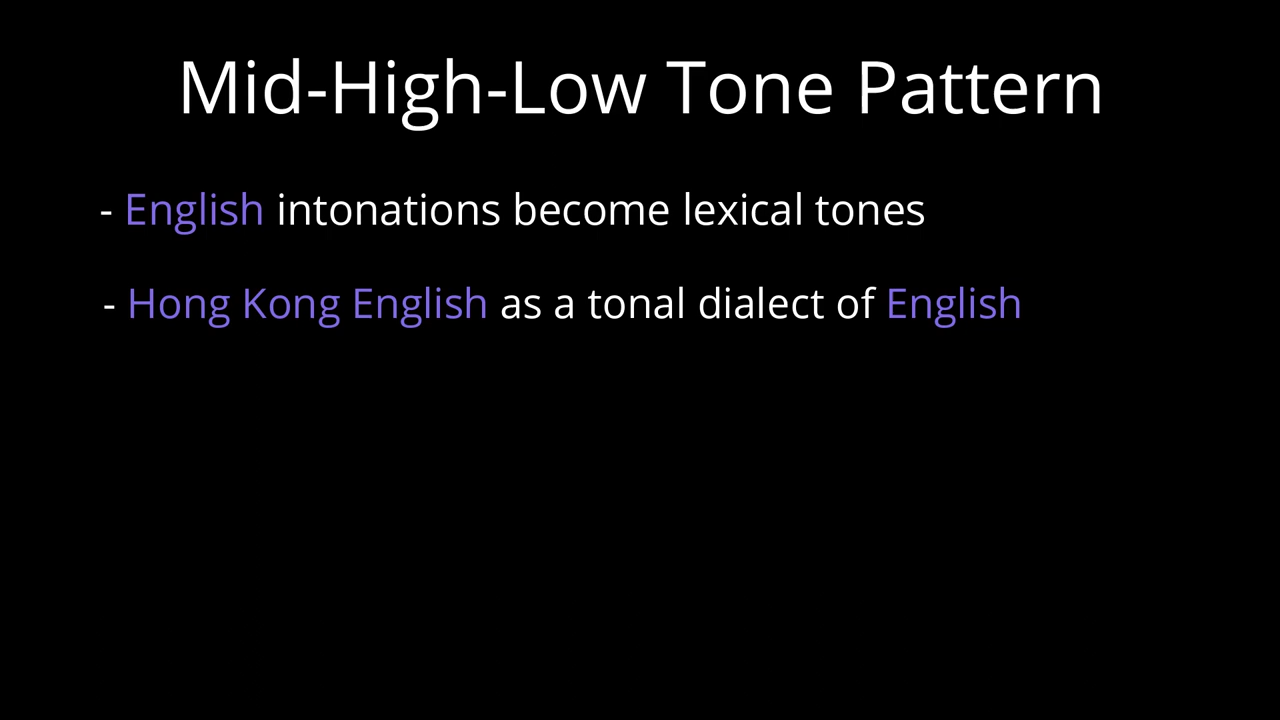 Mid-High-Low Tone Pattern
- English intonations become lexical tones
- Hong Kong English as a tonal dialect of English